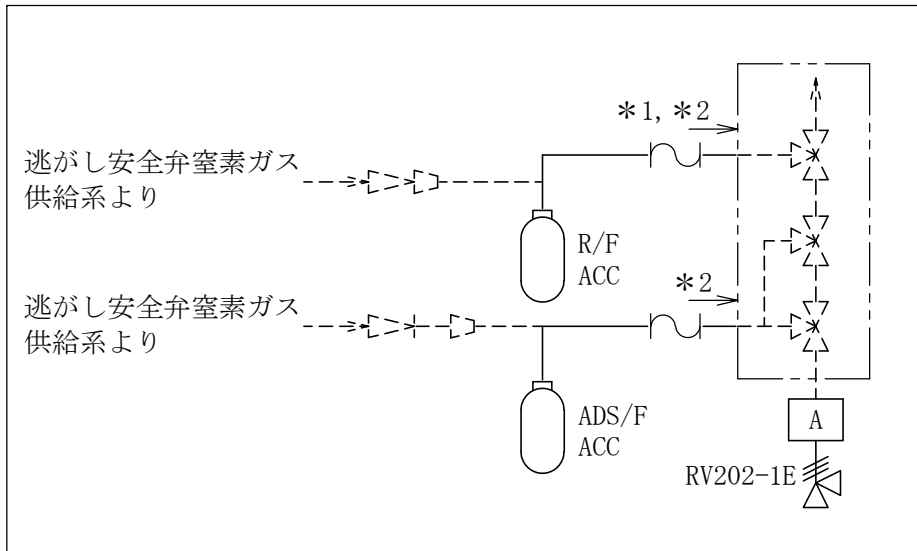 *1, *2
逃がし安全弁窒素ガス
供給系より
R/F
ACC
*2
逃がし安全弁窒素ガス
供給系より
ADS/F
ACC
A
RV202-1E